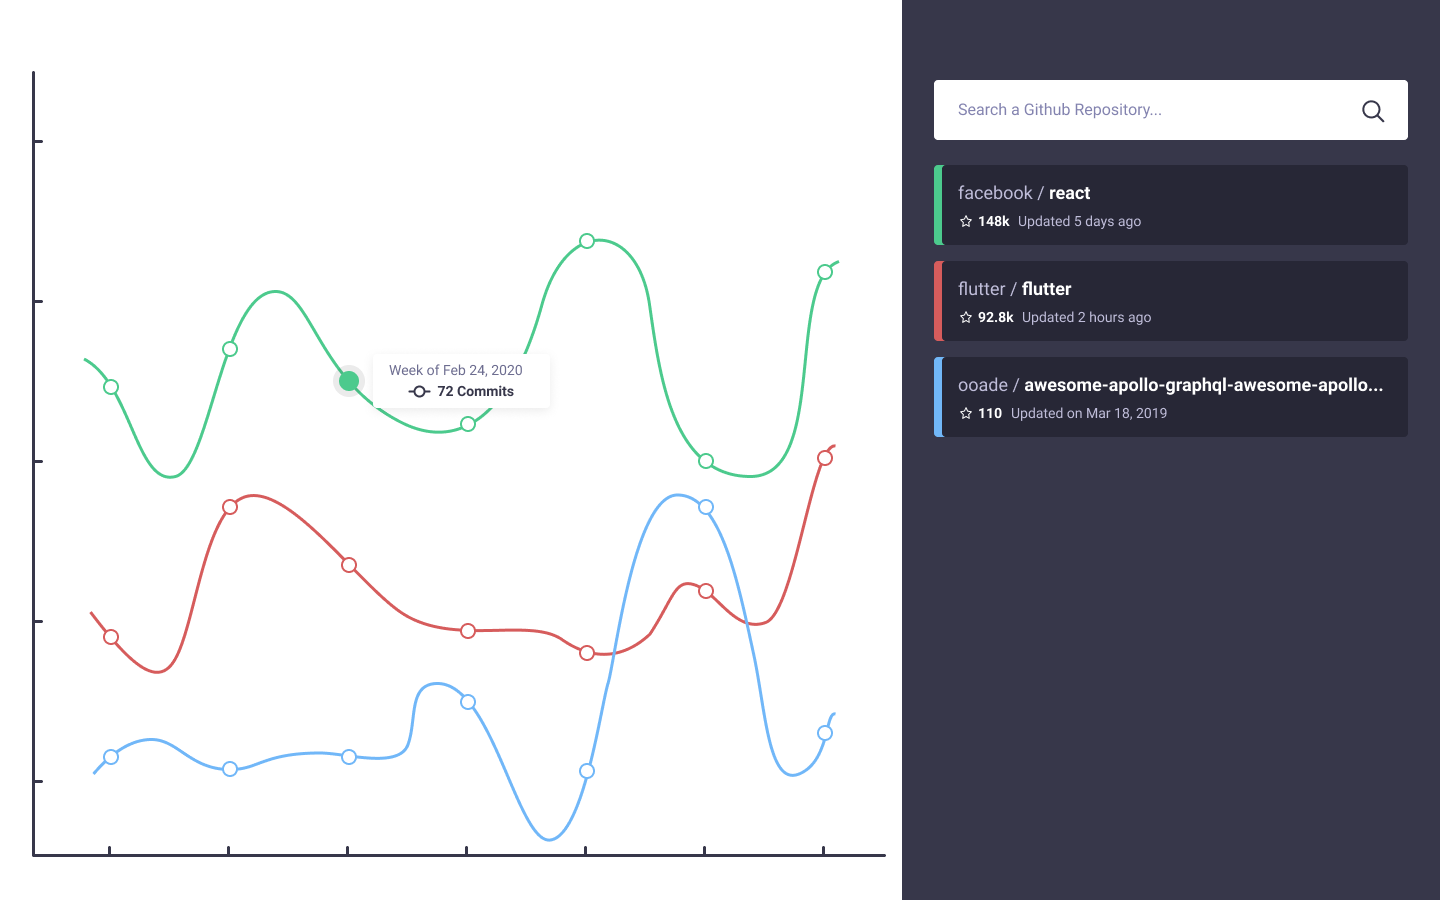 Week of Feb 24, 2020
72 Commits
Search a Github Repository...
facebook / react
148k Updated 5 days ago
flutter / flutter
92.8k Updated 2 hours ago
ooade / awesome-apollo-graphql-awesome-apollo...
110 Updated on Mar 18, 2019